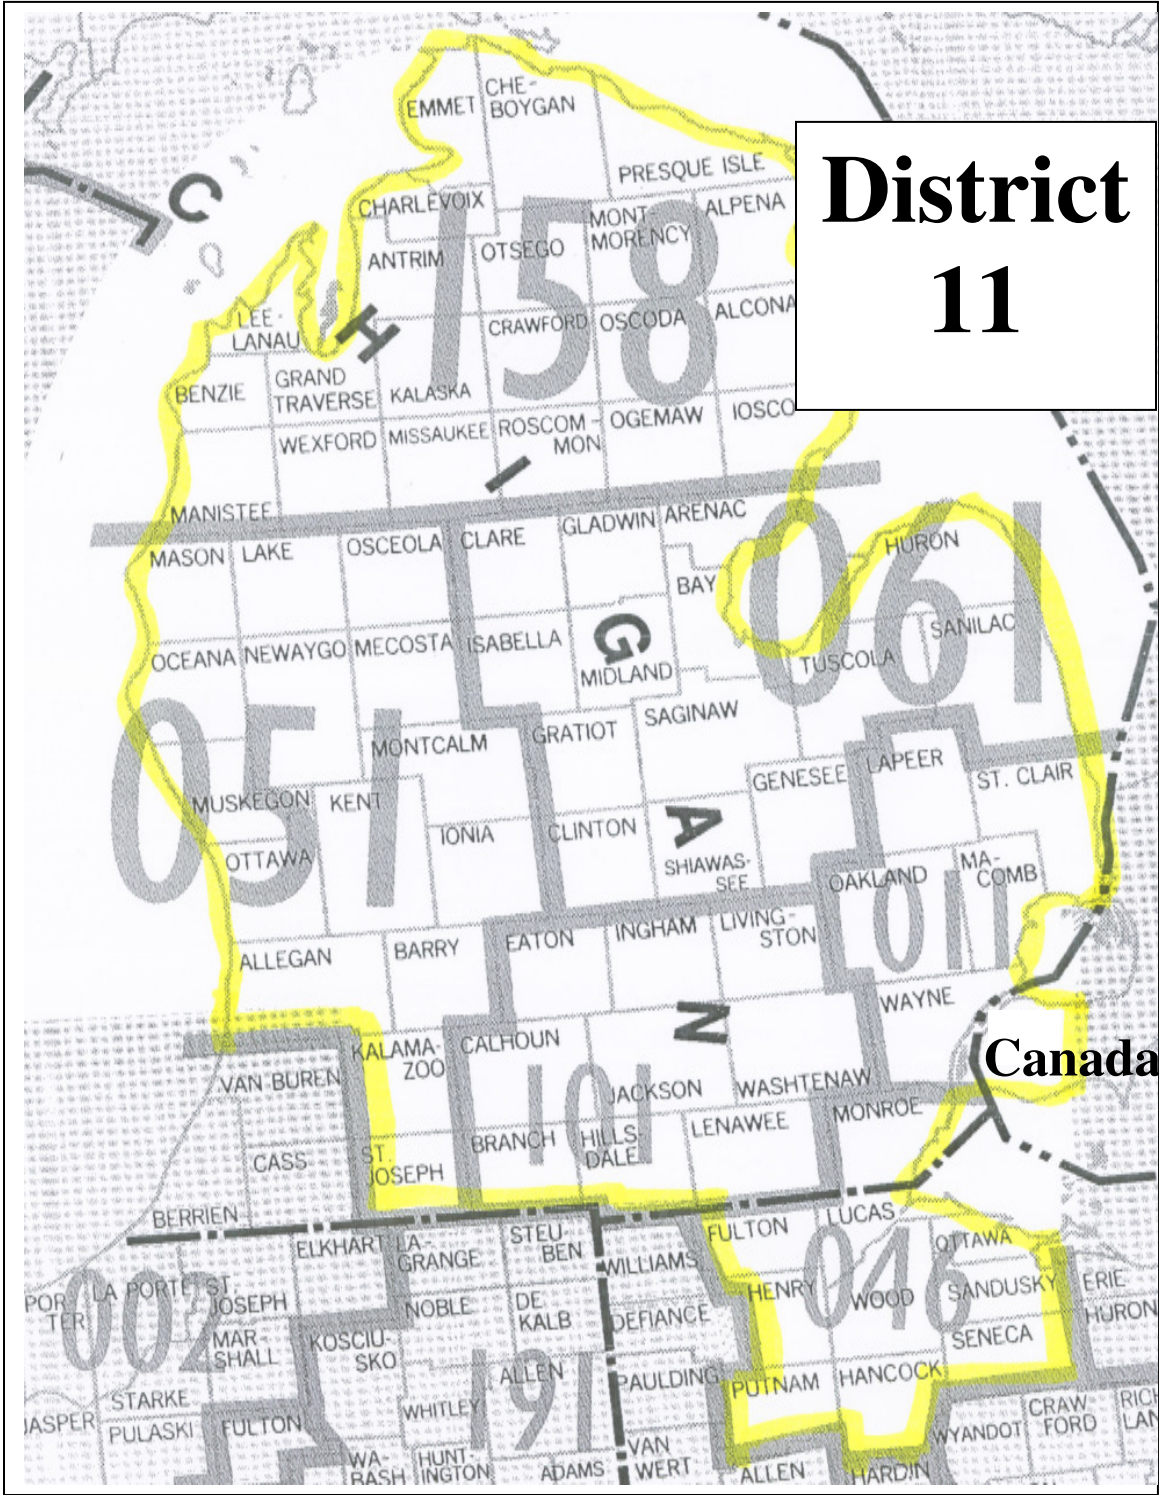 District
11
CHE-
EMMET
BOYGAN
C
PRESQUE ISLE
CHARLEVOIX
MONT-
MORENCY
ALPENA
158
ANTRIM
OTSEGO
H
LEE-
LANAU
CRAWFORD
OSCODA
ALCONA
BENZIE
GRAND
TRAVERSE
KALASKA
WEXFORD
MISSAUKEE
ROSCOM-
MON
OGEMAW
IOSCO
I
MANISTEE
MASON
LAKE
OSCEOLA
CLARE
GLADWIN
ARENAC
061
HURON
BAY
OCEANA
NEWAYGO
MECOSTA
ISABELLA
G
MIDLAND
TUSCOLA
SANILAC
051
MONTCALM
GRATIOT
SAGINAW
MUSKEGON
KENT
GENESEE
LAPEER
ST. CLAIR
IONIA
CLINTON
A
OTTAWA
SHIAWAS-
SEE
OAKLAND
MA-
COMB
011
ALLEGAN
BARRY
EATON
INGHAM
LIVING-
STON
N
WAYNE
Canada
KALAMA-
ZOO
CALHOUN
VAN BUREN
101
JACKSON
WASHTENAW
MONROE
CASS
ST.
JOSEPH
BRANCH
HILLS-
DALE
LENAWEE
BERRIEN
LUCAS
ELKHART
LA-
GRANGE
STEU-
BEN
FULTON
OTTAWA
WILLIAMS
002
LA PORTE
ST.
JOSEPH
046
HENRY
WOOD
SANDUSKY
ERIE
POR
TER
NOBLE
DE
KALB
DEFIANCE
HURON
MAR-
SHALL
KOSCIU-
SKO
SENECA
ALLEN
191
PAULDING
PUTNAM
HANCOCK
STARKE
JASPER
PULASKI
FULTON
WHITLEY
WYANDOT
CRAW
FORD
RICH
LAN
WA-
BASH
HUNT-
INGTON
ADAMS
VAN
WERT
ALLEN
HARDIN